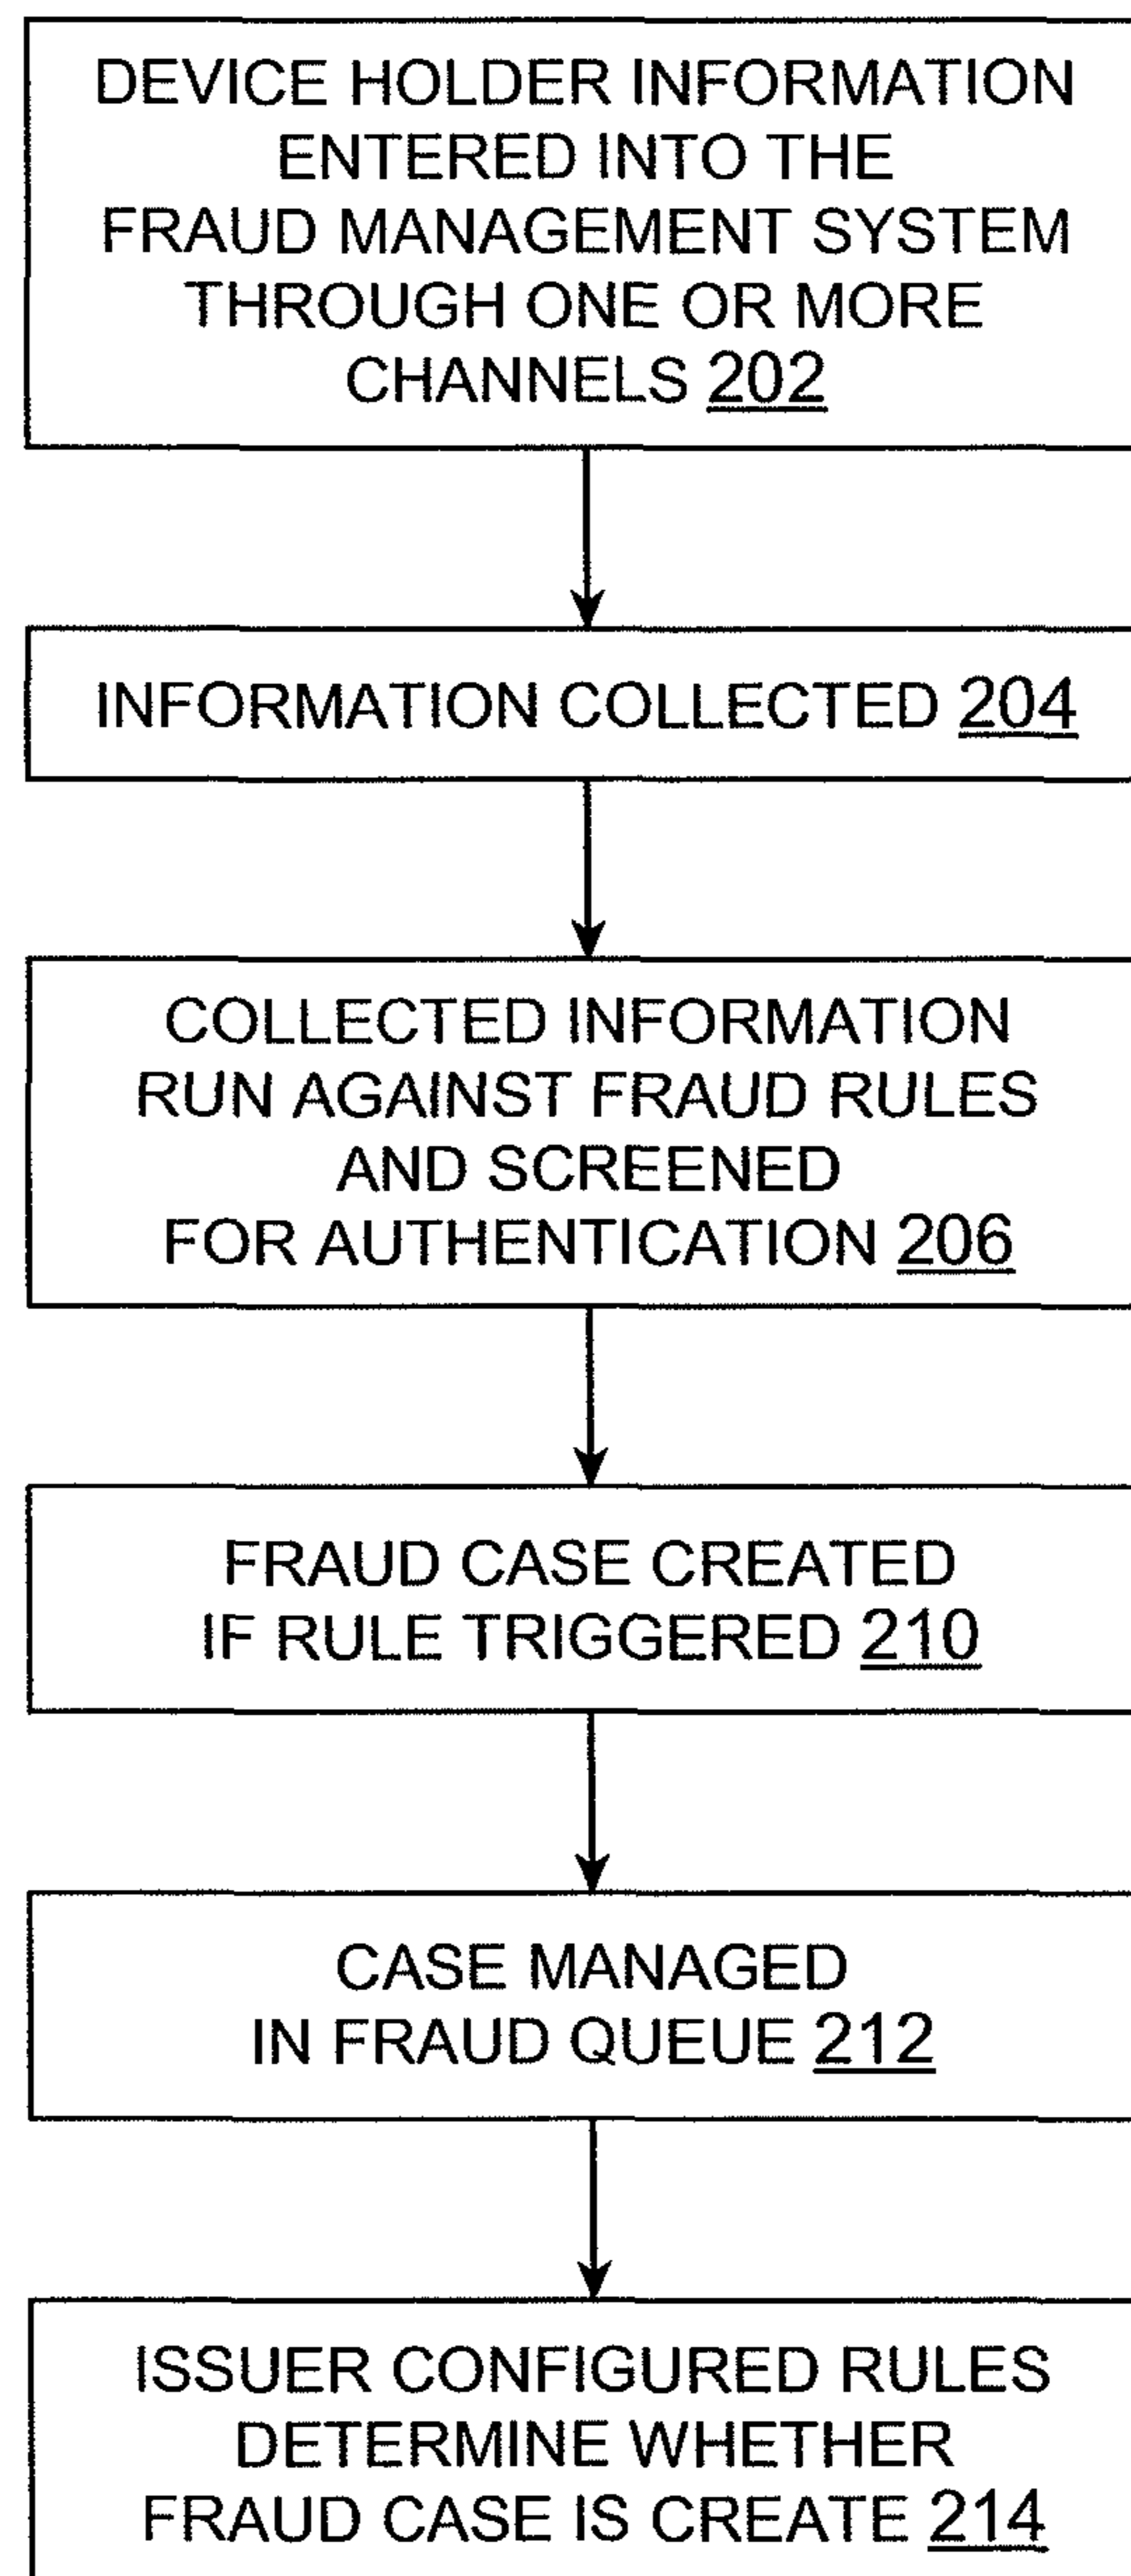 DEVICE HOLDER INFORMATION
ENTERED INTO THE
FRAUD MANAGEMENT SYSTEM
THROUGH ONE OR MORE
CHANNELS 202
INFORMATION COLLECTED 204
COLLECTED INFORMATION
RUN AGAINST FRAUD RULES
AND SCREENED
FOR AUTHENTICATION 206
FRAUD CASE CREATED
IF RULE TRIGGERED 210
CASE MANAGED
IN FRAUD QUEUE 212
ISSUER CONFIGURED RULES
DETERMINE WHETHER
FRAUD CASE IS CREATE 214